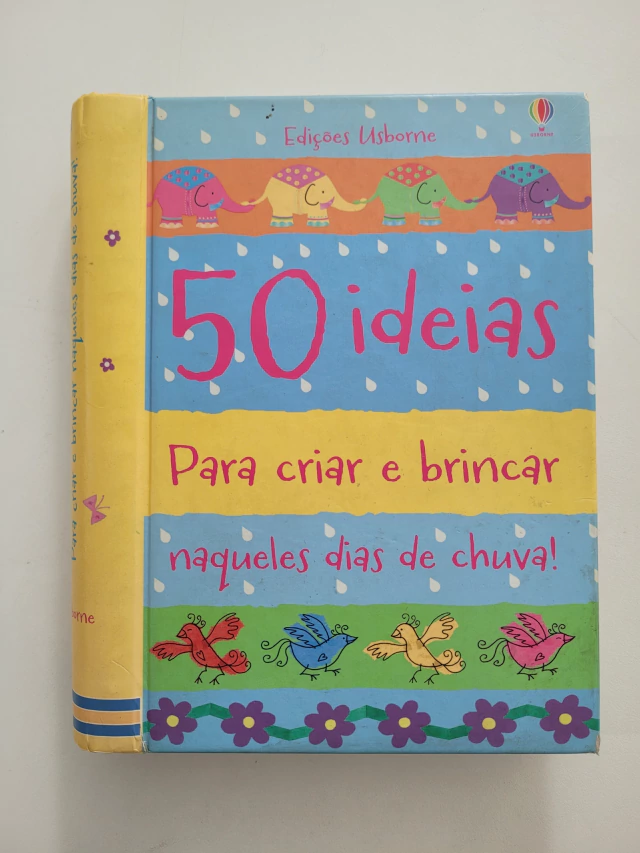 Edições Usborne
USBORNE
50 ideias
Para criar e brincar
naqueles dias de chuva!
Para criar e brincar naqueles dias de chuva!
orne